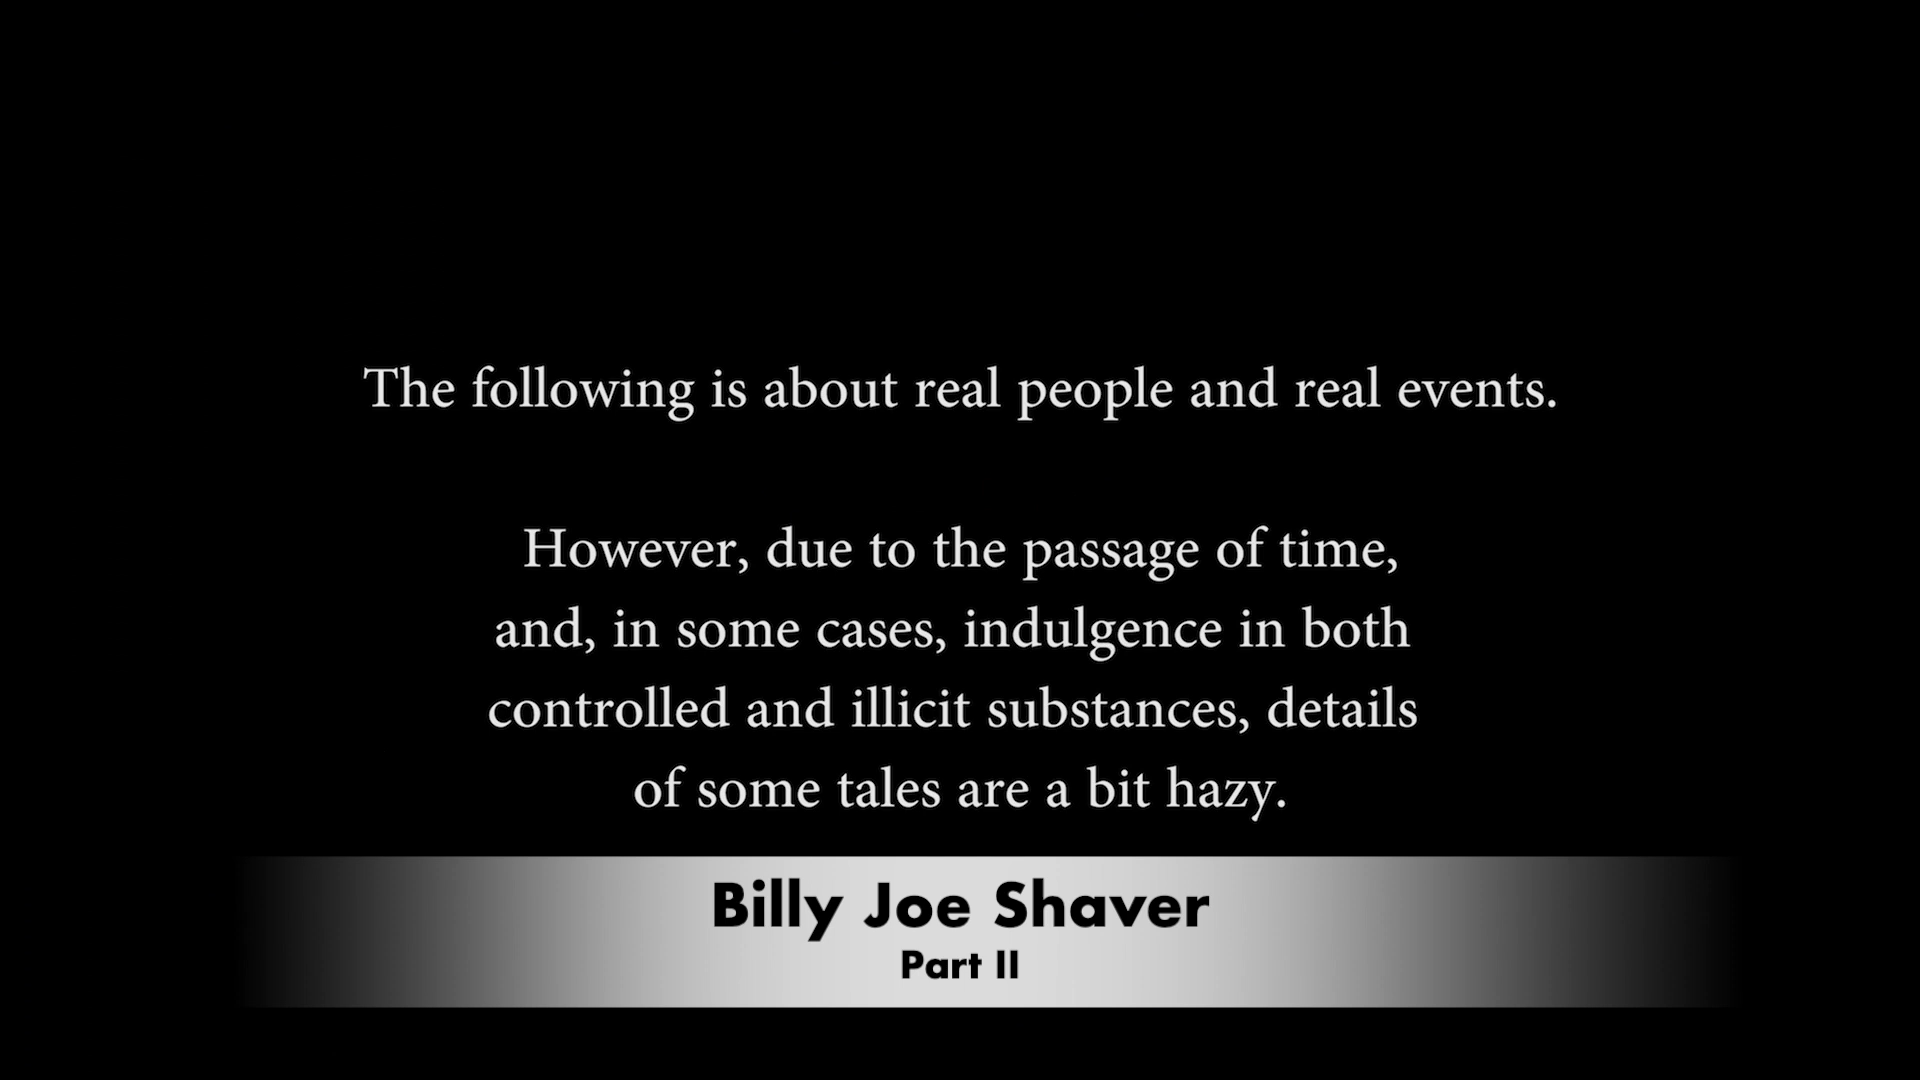 The following is about real people and real events.
However, due to the passage of time,
and, in some cases, indulgence in both
controlled and illicit substances, details
of some tales are a bit hazy.
Billy Joe Shaver
Part II